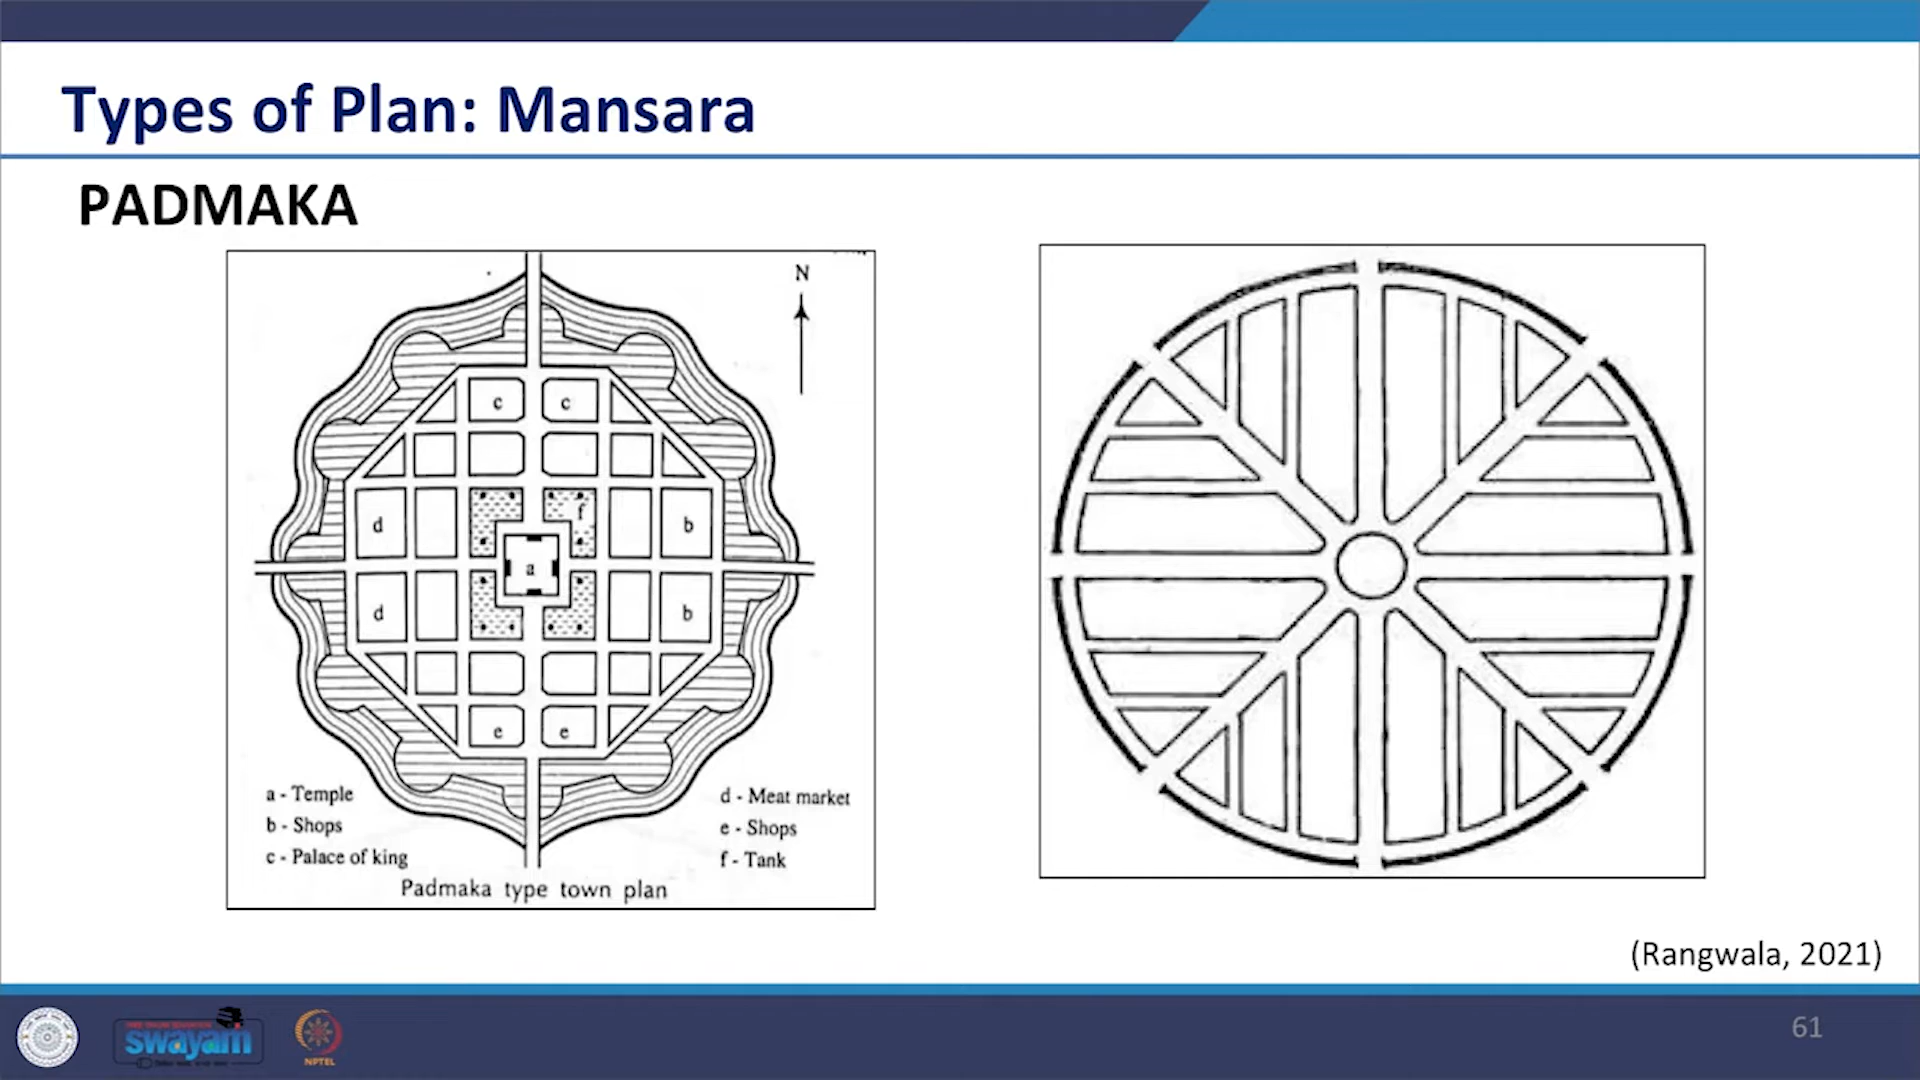 Types of Plan: Mansara
PADMAKA
N
c c
f
d b
a
d b
e e
a - Temple
b - Shops
c - Palace of king
d - Meat market
e - Shops
f - Tank
Padmaka type town plan
(Rangwala, 2021)
swayam
NPTEL
61